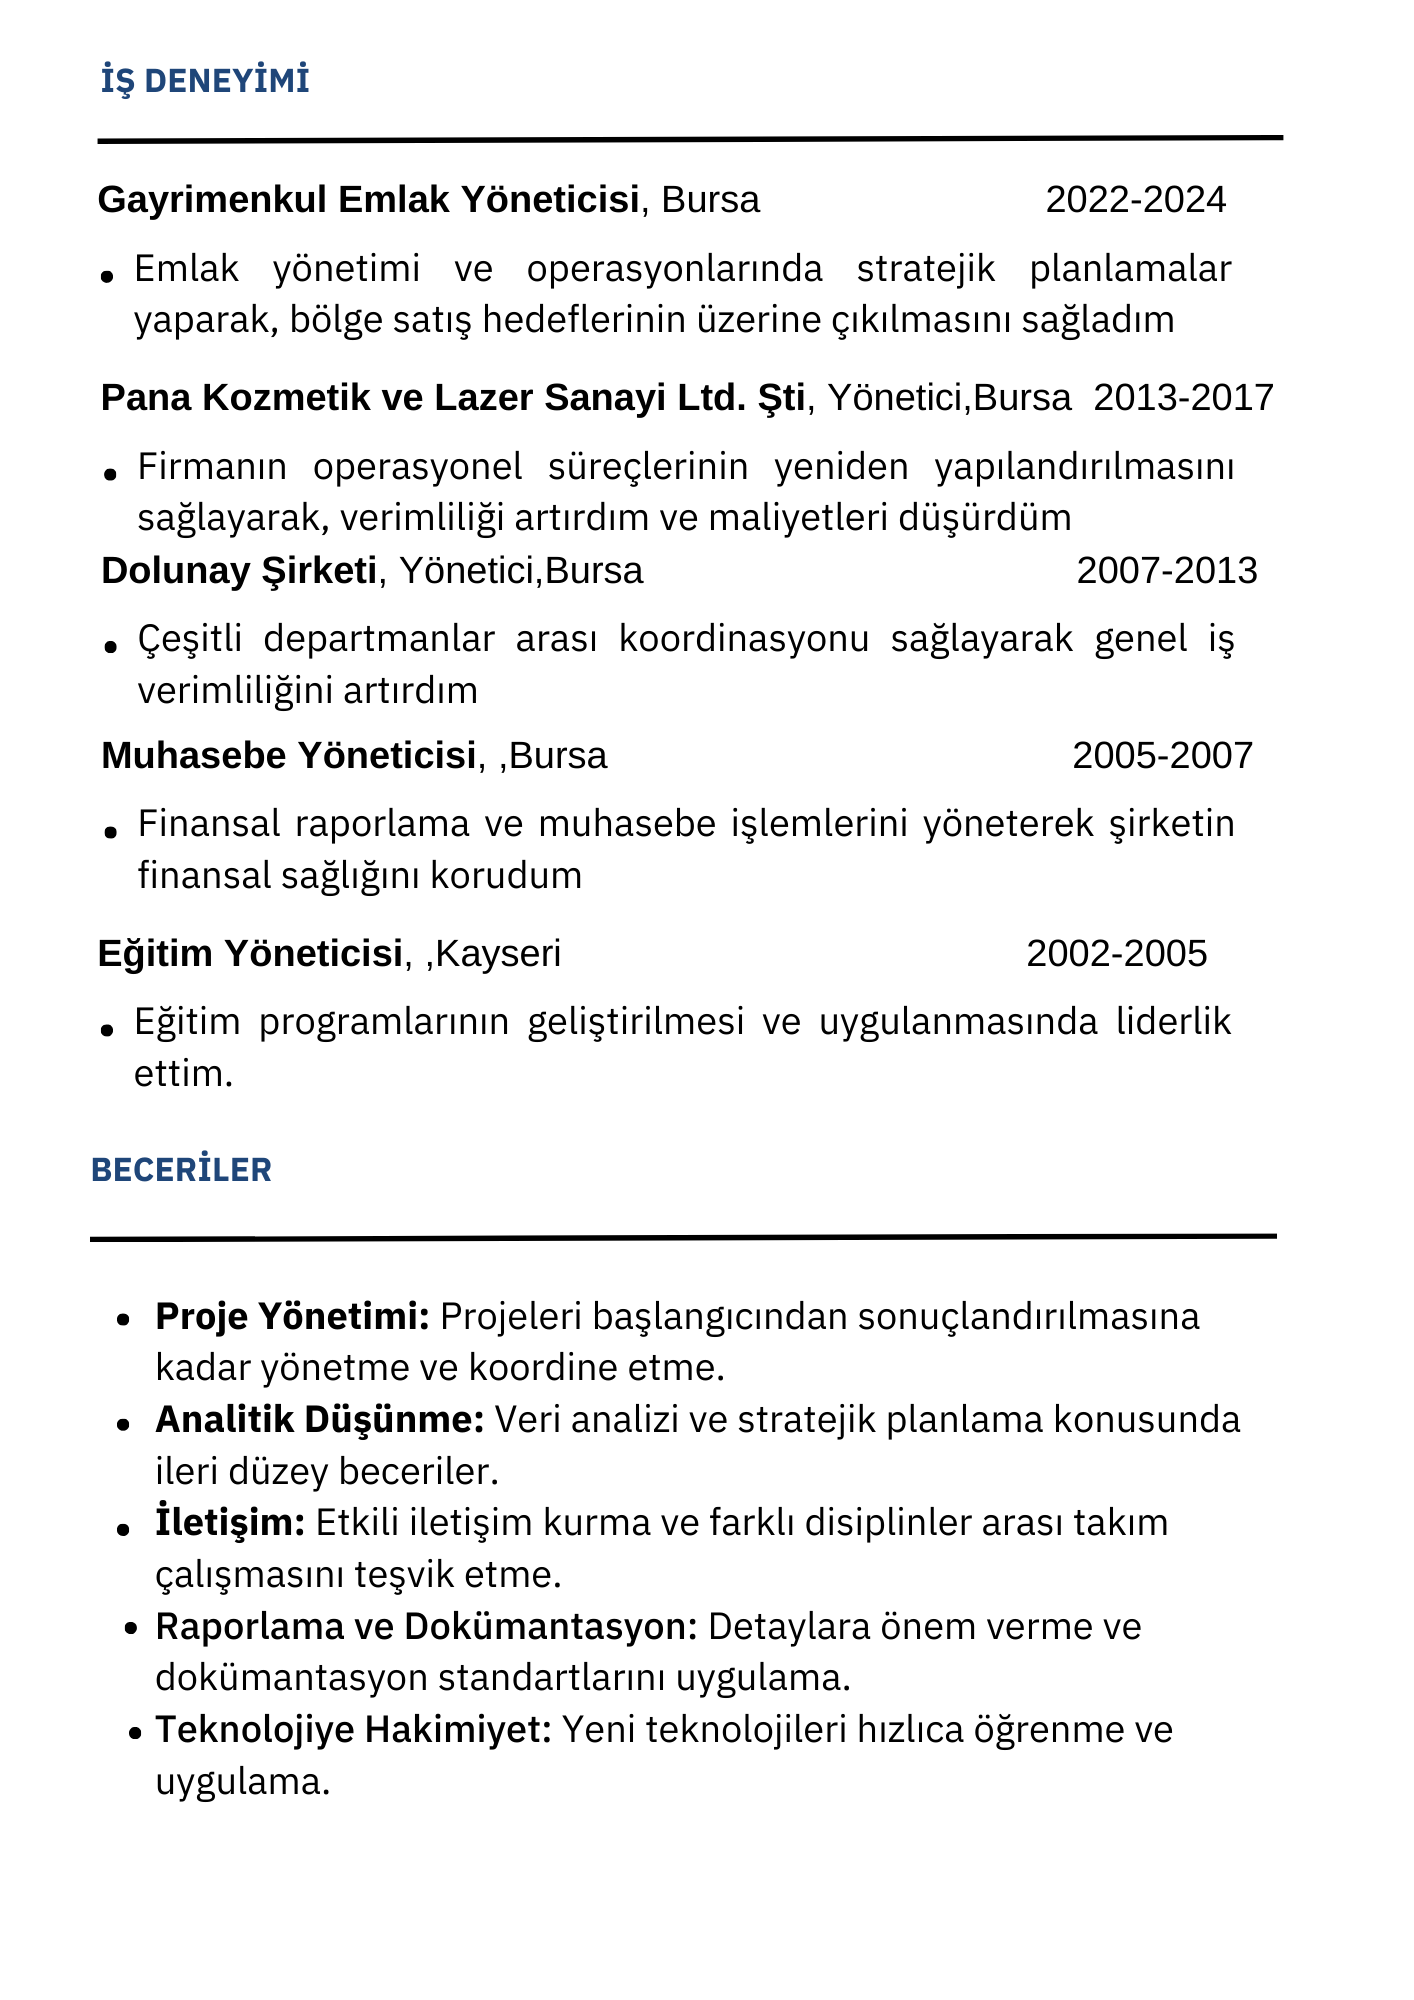 İŞ DENEYİMİ
Gayrimenkul Emlak Yöneticisi, Bursa 2022-2024
• Emlak yönetimi ve operasyonlarında stratejik planlamalar
yaparak, bölge satış hedeflerinin üzerine çıkılmasını sağladım
Pana Kozmetik ve Lazer Sanayi Ltd. Şti, Yönetici,Bursa 2013-2017
• Firmanın operasyonel süreçlerinin yeniden yapılandırılmasını
sağlayarak, verimliliği artırdım ve maliyetleri düşürdüm
Dolunay Şirketi, Yönetici,Bursa 2007-2013
• Çeşitli departmanlar arası koordinasyonu sağlayarak genel iş
verimliliğini artırdım
Muhasebe Yöneticisi, ,Bursa 2005-2007
• Finansal raporlama ve muhasebe işlemlerini yöneterek şirketin
finansal sağlığını korudum
Eğitim Yöneticisi, ,Kayseri 2002-2005
• Eğitim programlarının geliştirilmesi ve uygulanmasında liderlik
ettim.
BECERİLER
• Proje Yönetimi: Projeleri başlangıcından sonuçlandırılmasına
kadar yönetme ve koordine etme.
• Analitik Düşünme: Veri analizi ve stratejik planlama konusunda
ileri düzey beceriler.
• İletişim: Etkili iletişim kurma ve farklı disiplinler arası takım
çalışmasını teşvik etme.
• Raporlama ve Dokümantasyon: Detaylara önem verme ve
dokümantasyon standartlarını uygulama.
• Teknolojiye Hakimiyet: Yeni teknolojileri hızlıca öğrenme ve
uygulama.